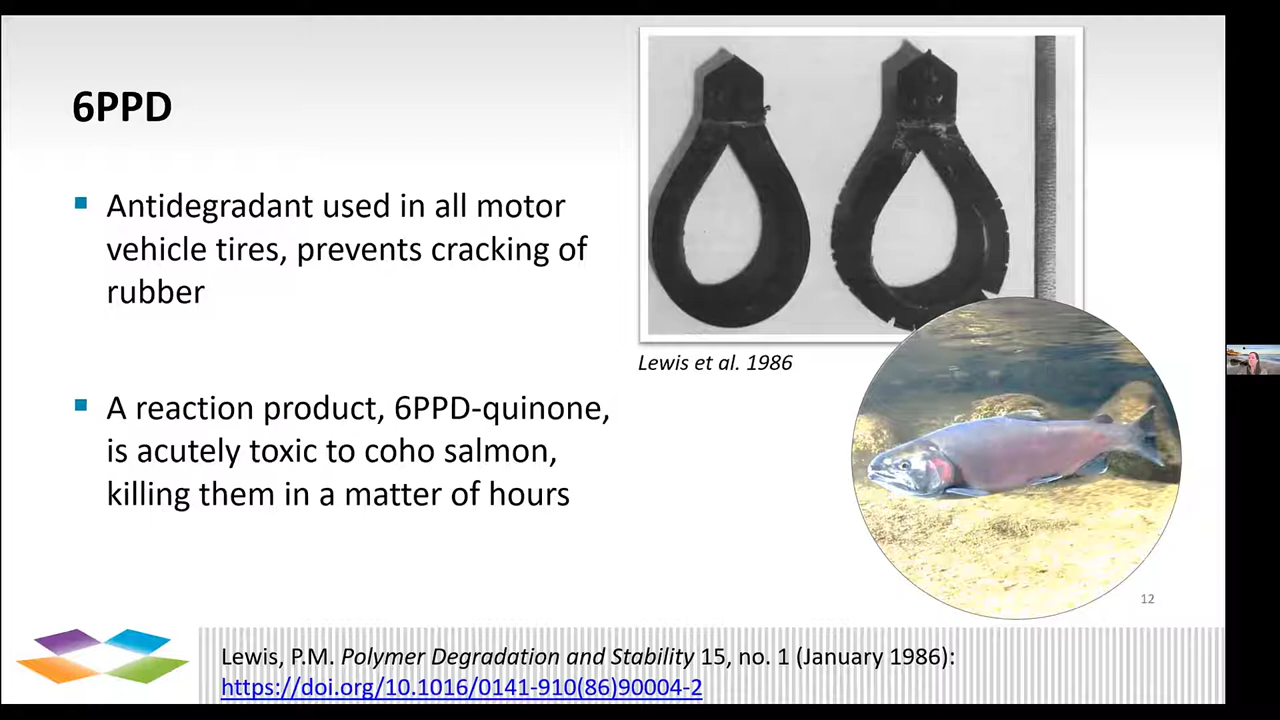 6PPD
Antidegradant used in all motor
vehicle tires, prevents cracking of
rubber
A reaction product, 6PPD-quinone,
is acutely toxic to coho salmon,
killing them in a matter of hours
Lewis et al. 1986
12
Lewis, P.M. Polymer Degradation and Stability 15, no. 1 (January 1986):
https://doi.org/10.1016/0141-910(86)90004-2